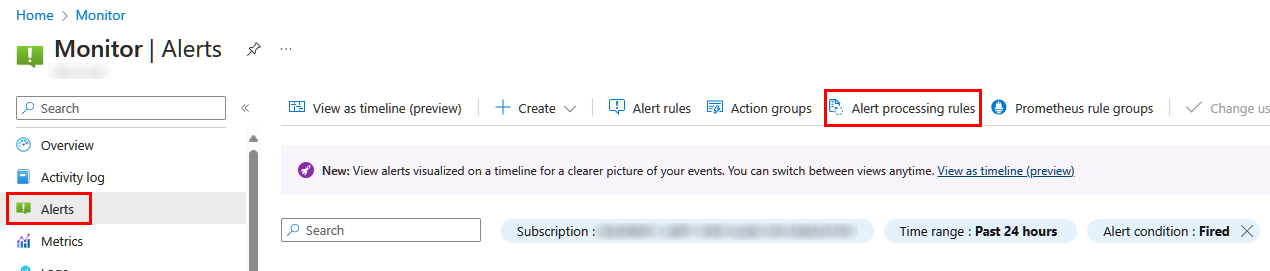 Home > Monitor
Monitor | Alerts
Search
Overview
Activity log
Alerts
Metrics
View as timeline (preview) Create Alert rules Action groups Alert processing rules Prometheus rule groups Change us
New: View alerts visualized on a timeline for a clearer picture of your events. You can switch between views anytime. View as timeline (preview)
Search Subscription : Time range : Past 24 hours Alert condition : Fired